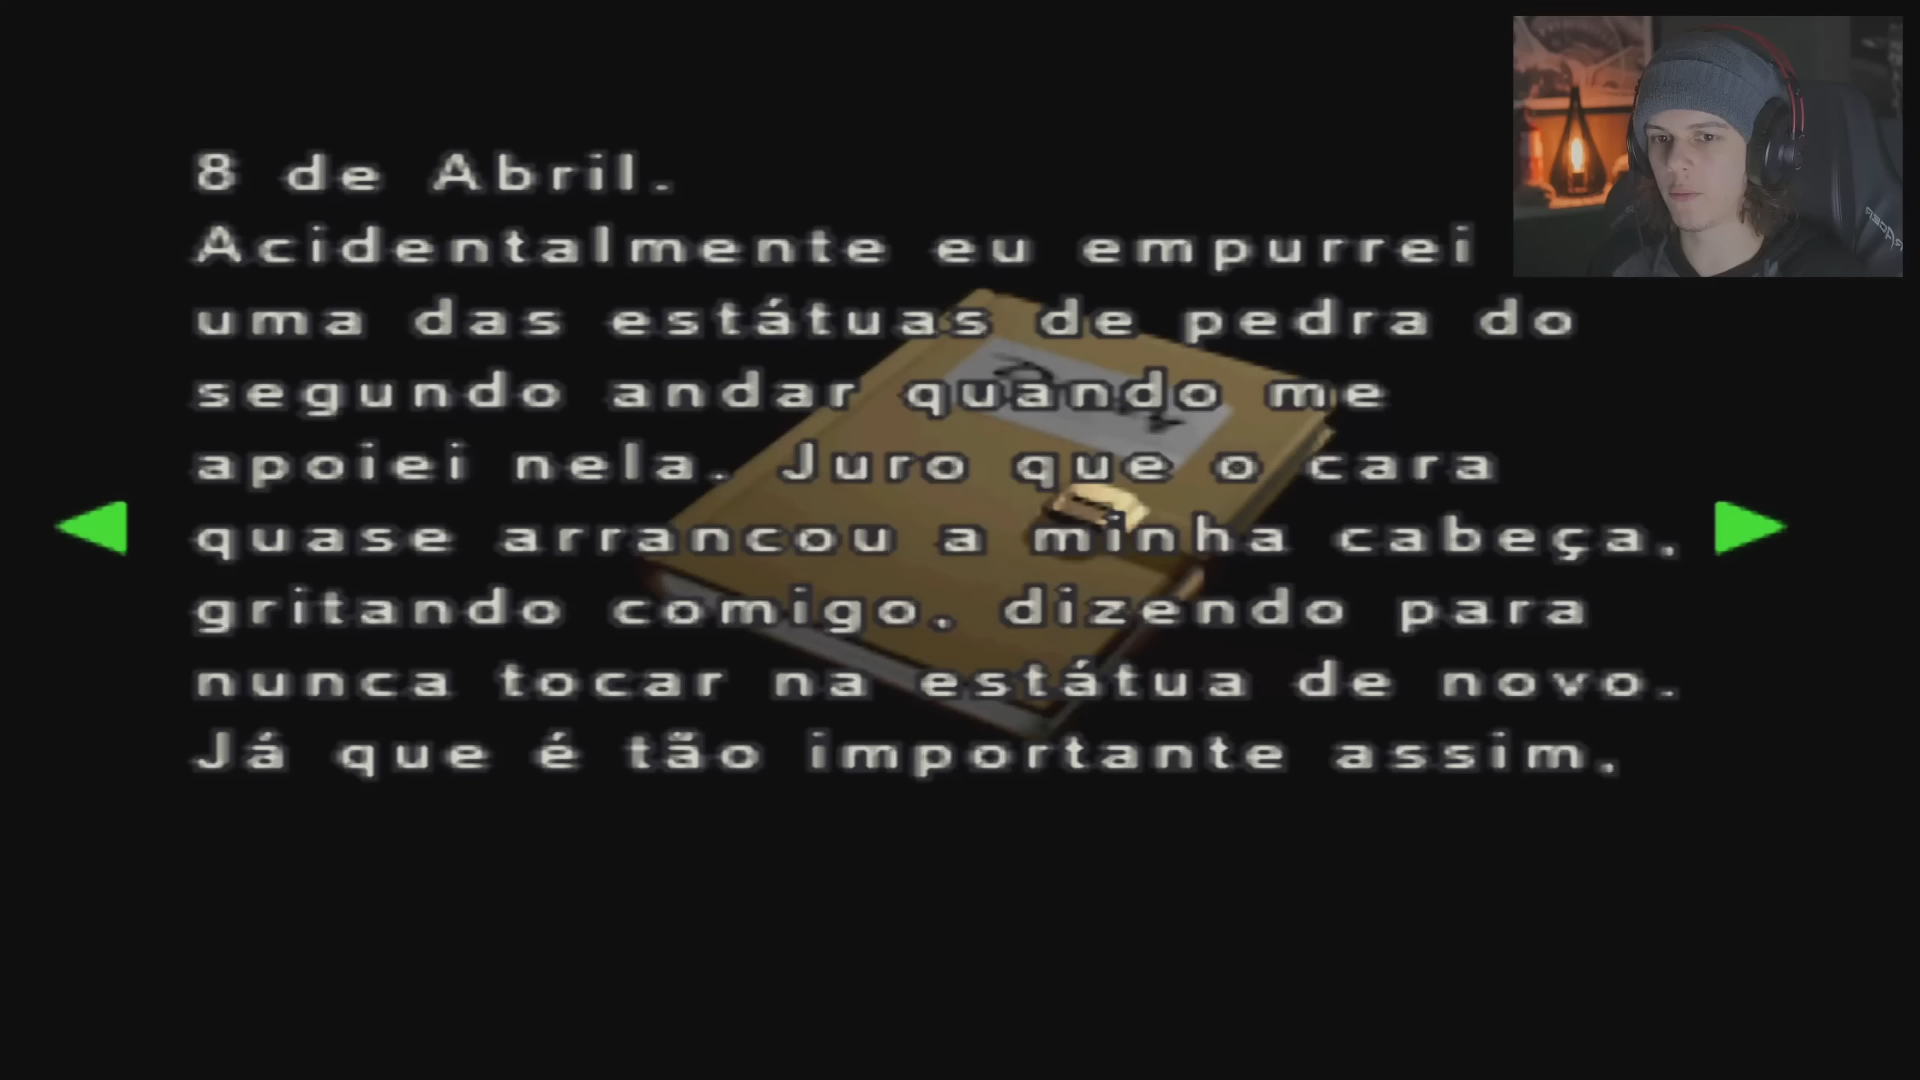 8 de Abril.
Acidentalmente eu empurrei
uma das estátuas de pedra do
segundo andar quando me
apoiei nela. Juro que o cara
quase arrancou a minha cabeça,
gritando comigo, dizendo para
nunca tocar na estátua de novo.
Já que é tão importante assim,